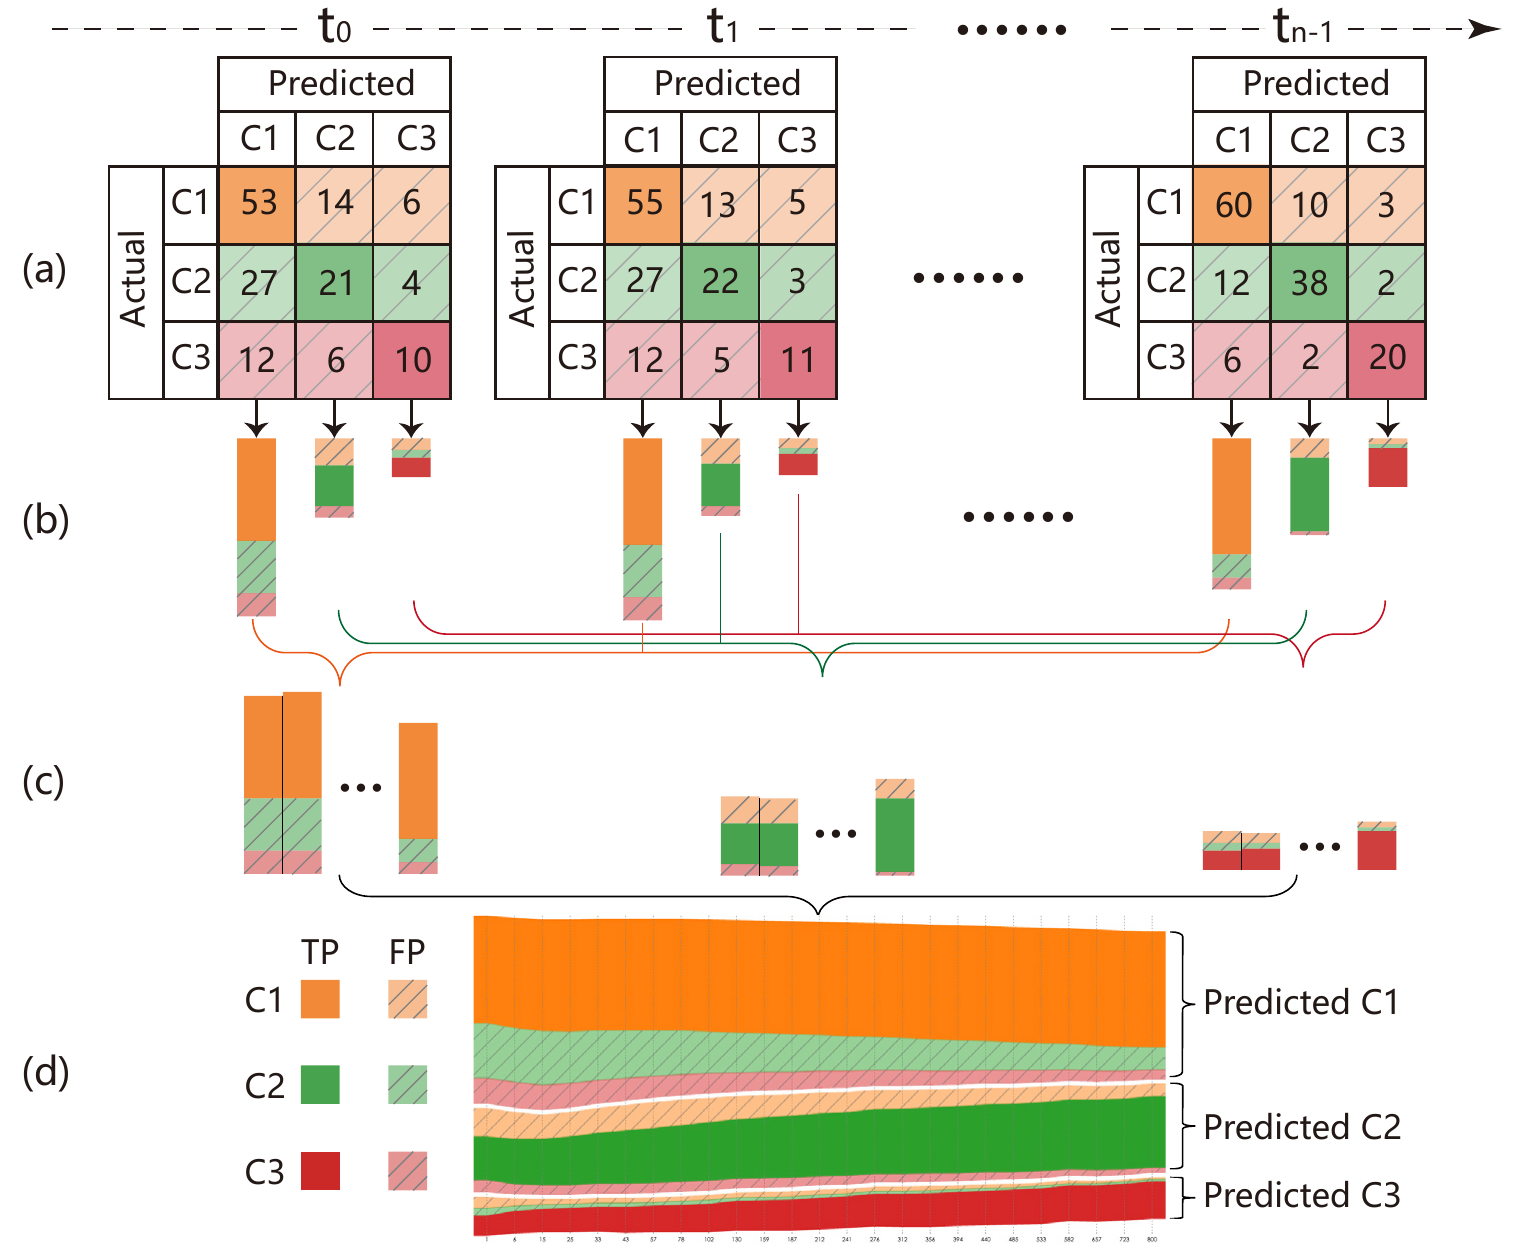 t0 t1 ...... tn-1
Predicted Predicted Predicted
C1 C2 C3 C1 C2 C3 C1 C2 C3
(a)
Actual C1 53 14 6 Actual C1 55 13 5 Actual C1 60 10 3
C2 27 21 4 C2 27 22 3 ...... C2 12 38 2
C3 12 6 10 C3 12 5 11 C3 6 2 20
(b) ......
(c) ... ... ...
TP FP
C1 Predicted C1
(d)
C2 Predicted C2
C3 Predicted C3
1 6 15 25 33 43 57 78 102 130 159 187 212 241 276 312 356 394 440 485 533 582 657 723 800